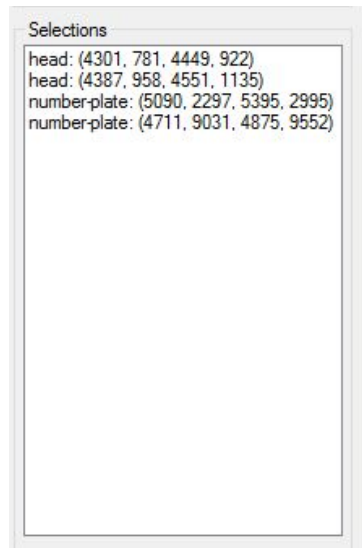 Selections
head: (4301, 781, 4449, 922)
head: (4387, 958, 4551, 1135)
number-plate: (5090, 2297, 5395, 2995)
number-plate: (4711, 9031, 4875, 9552)